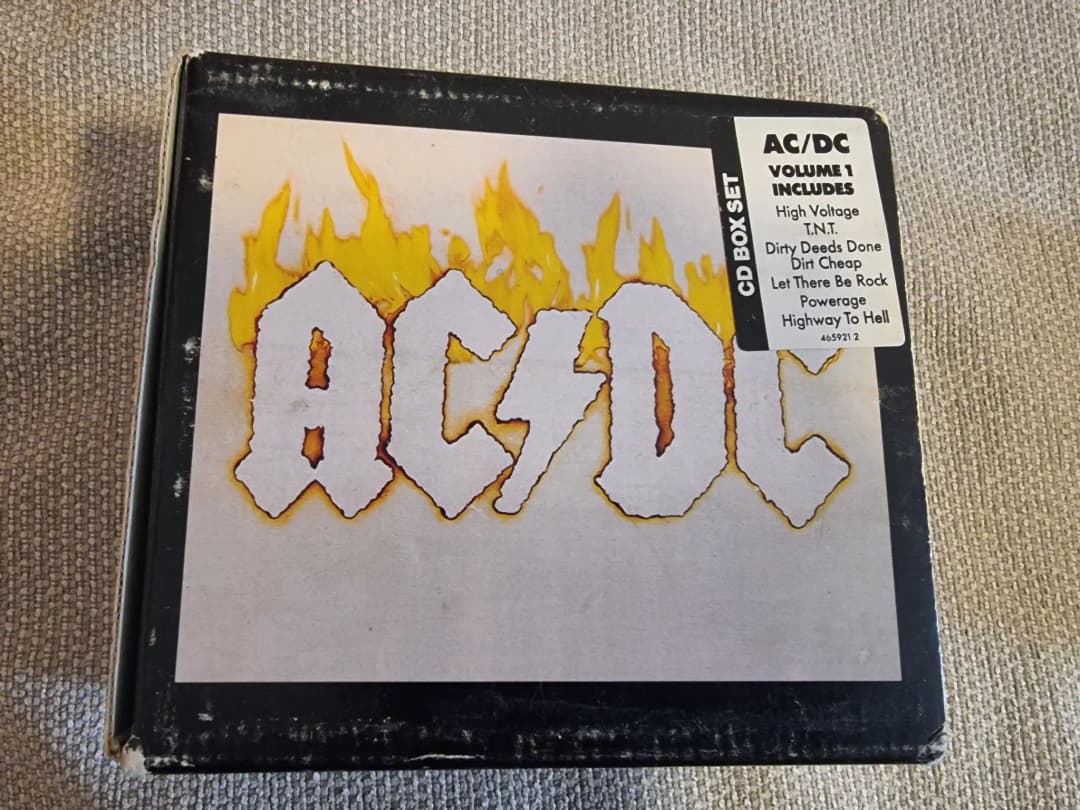 AC/DC
CD BOX SET
AC/DC
VOLUME 1
INCLUDES
High Voltage
T.N.T.
Dirty Deeds Done
Dirt Cheap
Let There Be Rock
Powerage
Highway To Hell
465921 2